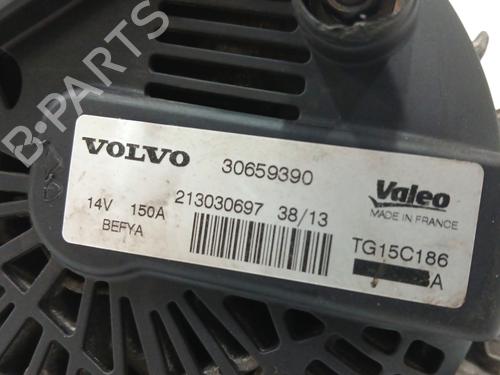 B-PARTS
VOLVO 30659390
Valeo
MADE IN FRANCE
14V 150A 213030697 38/13
BEFYA
TG15C186
A